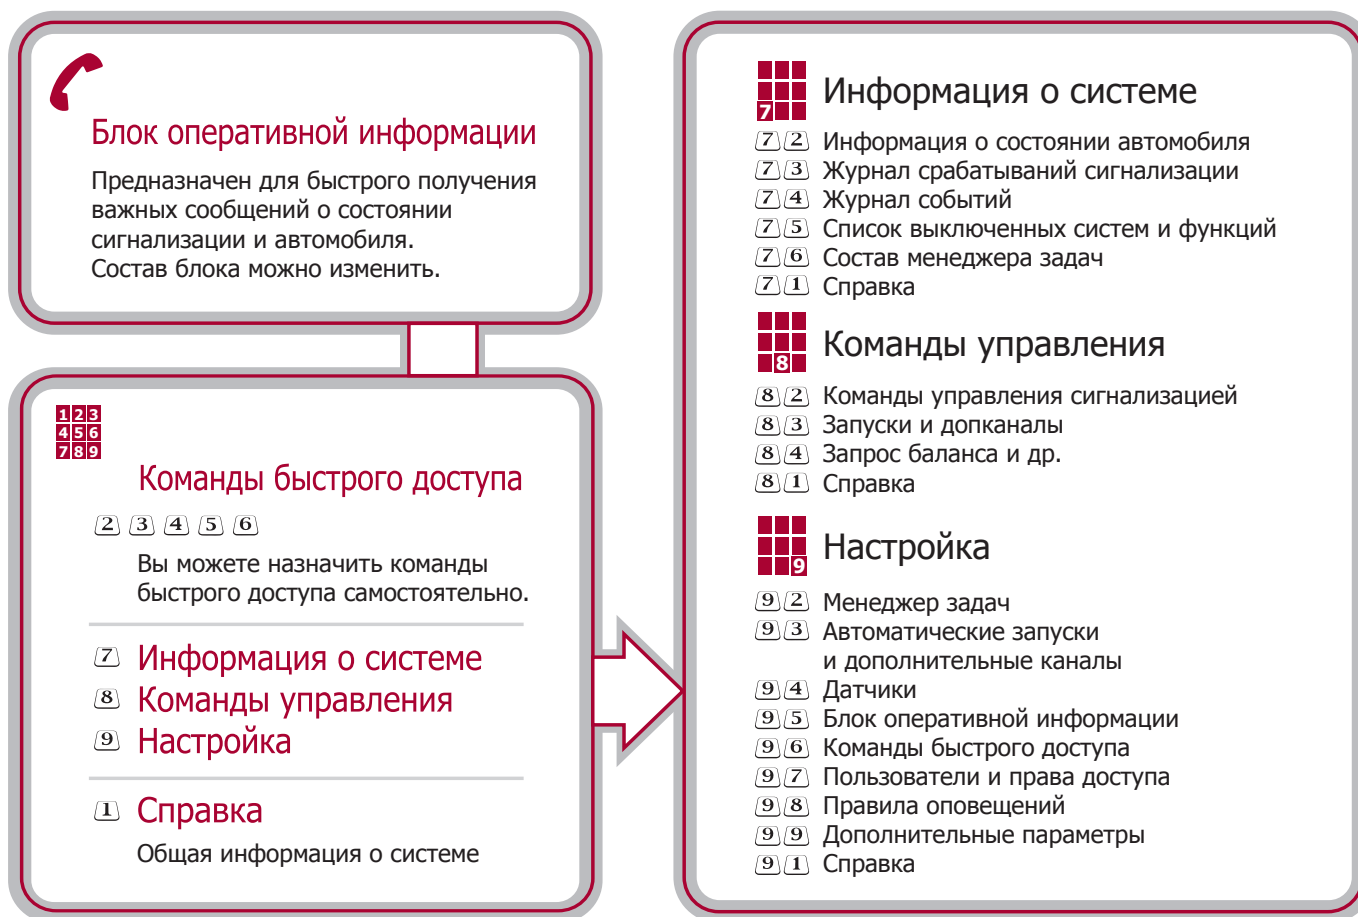 Блок оперативной информации
Предназначен для быстрого получения
важных сообщений о состоянии
сигнализации и автомобиля.
Состав блока можно изменить.
1 2 3
4 5 6
7 8 9
Команды быстрого доступа
2 3 4 5 6
Вы можете назначить команды
быстрого доступа самостоятельно.
7 Информация о системе
8 Команды управления
9 Настройка
1 Справка
Общая информация о системе
7 Информация о системе
7 2 Информация о состоянии автомобиля
7 3 Журнал срабатываний сигнализации
7 4 Журнал событий
7 5 Список выключенных систем и функций
7 6 Состав менеджера задач
7 1 Справка
8 Команды управления
8 2 Команды управления сигнализацией
8 3 Запуски и допканалы
8 4 Запрос баланса и др.
8 1 Справка
9 Настройка
9 2 Менеджер задач
9 3 Автоматические запуски
и дополнительные каналы
9 4 Датчики
9 5 Блок оперативной информации
9 6 Команды быстрого доступа
9 7 Пользователи и права доступа
9 8 Правила оповещений
9 9 Дополнительные параметры
9 1 Справка